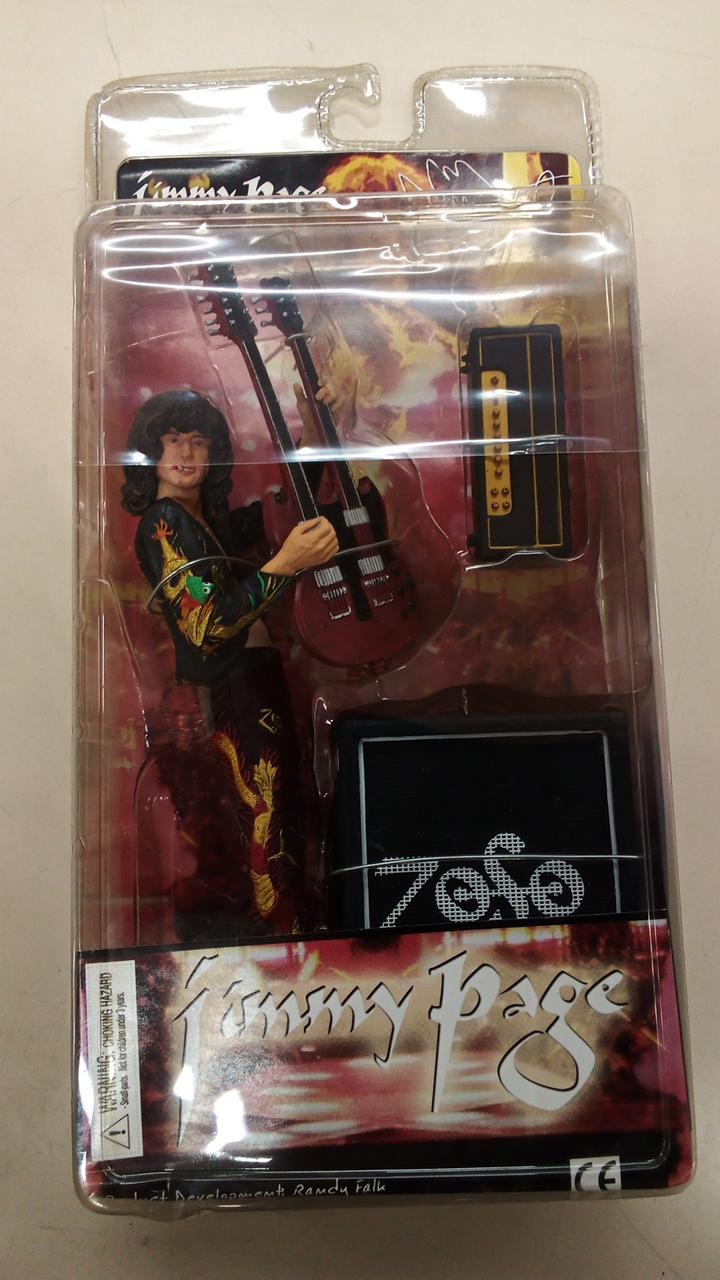 jimmy page
ZOSO
jimmy page
WARNING: CHOKING HAZARD
- Small parts. Not for children under 3 years.
Product Development: Randy Falk
CE